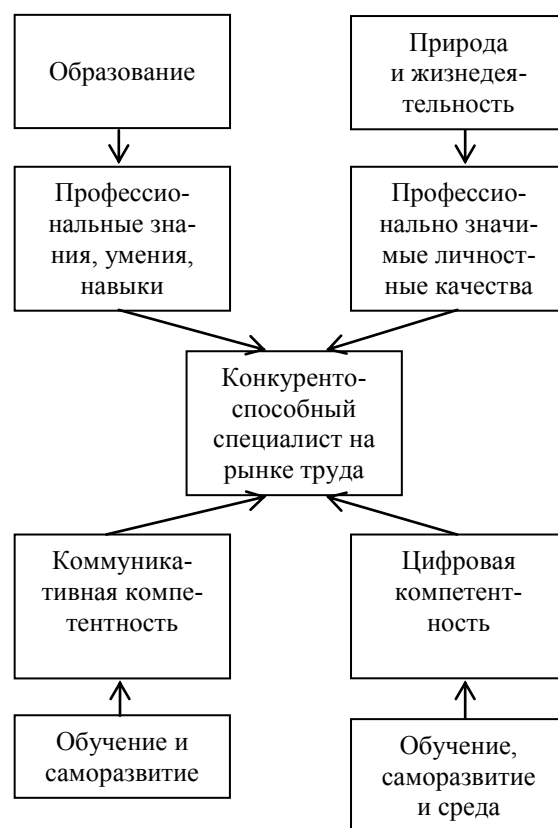 Образование
Природа
и жизнедея-
тельность
Профессио-
нальные зна-
ния, умения,
навыки
Профессио-
нально значи-
мые личност-
ные качества
Конкуренто-
способный
специалист на
рынке труда
Коммуника-
тивная компе-
тентность
Цифровая
компетент-
ность
Обучение и
саморазвитие
Обучение,
саморазвитие
и среда